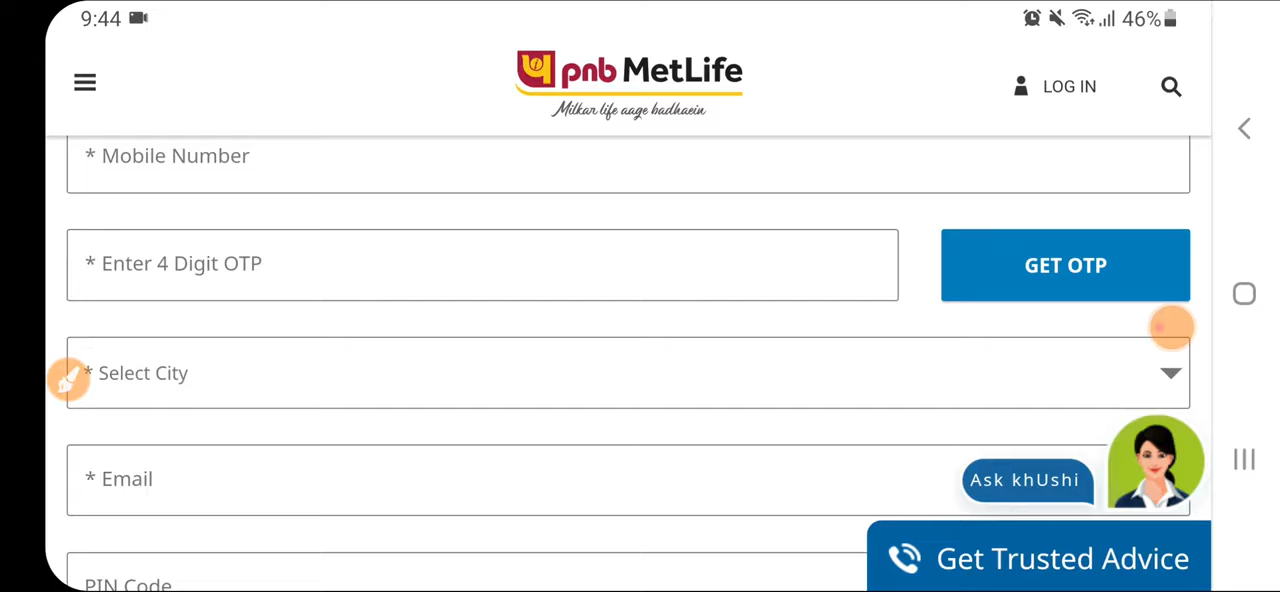 9:44
46%
pnb MetLife
Milkar life aage badhaein
LOG IN
* Mobile Number
* Enter 4 Digit OTP
GET OTP
* Select City
* Email
Ask khUshi
PIN Code
Get Trusted Advice